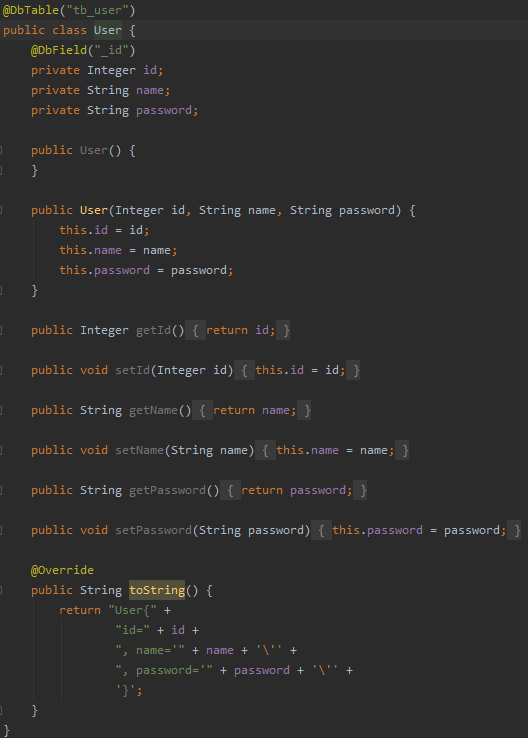 @DbTable("tb_user")
public class User {
    @DbField("_id")
    private Integer id;
    private String name;
    private String password;

    public User() {
    }

    public User(Integer id, String name, String password) {
        this.id = id;
        this.name = name;
        this.password = password;
    }

    public Integer getId() { return id; }

    public void setId(Integer id) { this.id = id; }

    public String getName() { return name; }

    public void setName(String name) { this.name = name; }

    public String getPassword() { return password; }

    public void setPassword(String password) { this.password = password; }

    @Override
    public String toString() {
        return "User{" +
                "id=" + id +
                ", name='" + name + '\'' +
                ", password='" + password + '\'' +
                '}';
    }
}